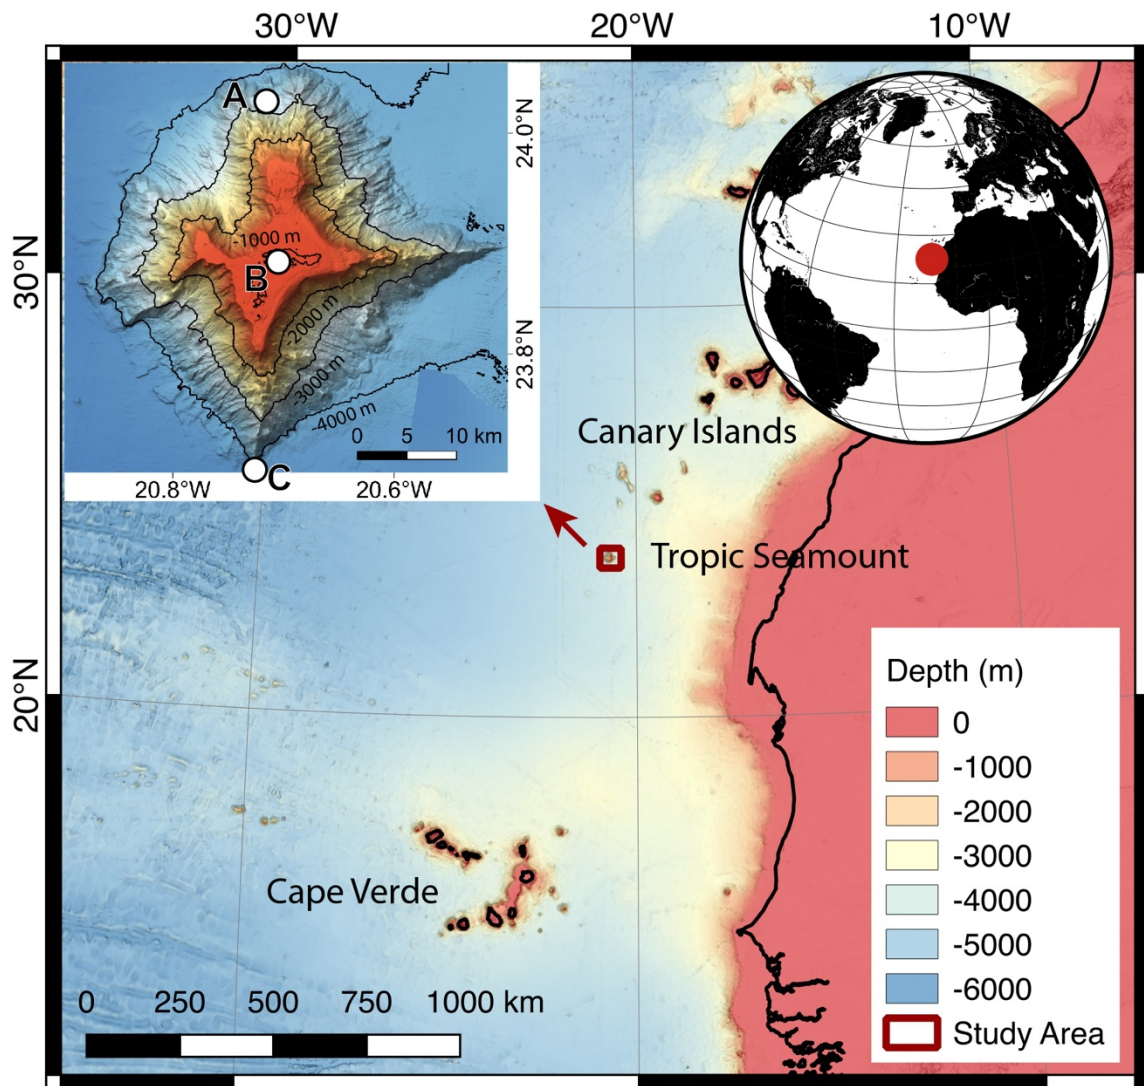 30°W
20°W
10°W
30°N
20°N
A
B
C
-1000 m
2000 m
-3000 m
-4000 m
0 5 10 km
24.0°N
23.8°N
20.8°W
20.6°W
Canary Islands
Tropic Seamount
Cape Verde
0 250 500 750 1000 km
Depth (m)
0
-1000
-2000
-3000
-4000
-5000
-6000
Study Area